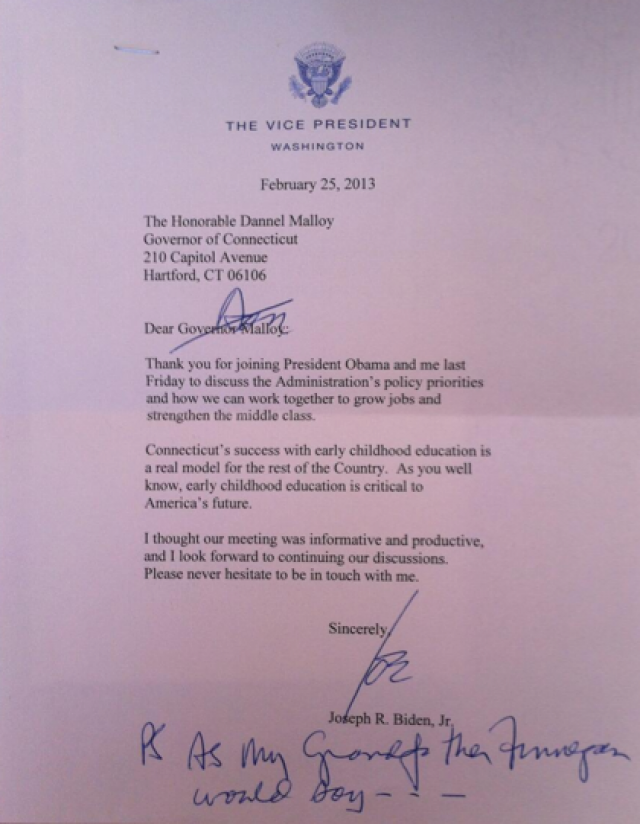 THE VICE PRESIDENT
WASHINGTON
February 25, 2013
The Honorable Dannel Malloy
Governor of Connecticut
210 Capitol Avenue
Hartford, CT 06106
Dan
Dear Governor Malloy:
Thank you for joining President Obama and me last
Friday to discuss the Administration's policy priorities
and how we can work together to grow jobs and
strengthen the middle class.
Connecticut's success with early childhood education is
a real model for the rest of the Country. As you well
know, early childhood education is critical to
America's future.
I thought our meeting was informative and productive,
and I look forward to continuing our discussions.
Please never hesitate to be in touch with me.
Sincerely,
Joe
Joseph R. Biden, Jr.
PS As My Grandfather Finnegan
would say - - -